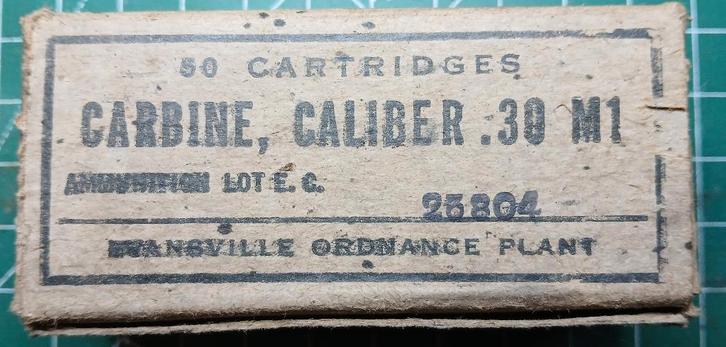 50 CARTRIDGES
CARBINE, CALIBER .30 M1
AMMUNITION LOT E. C.
25804
EVANSVILLE ORDNANCE PLANT